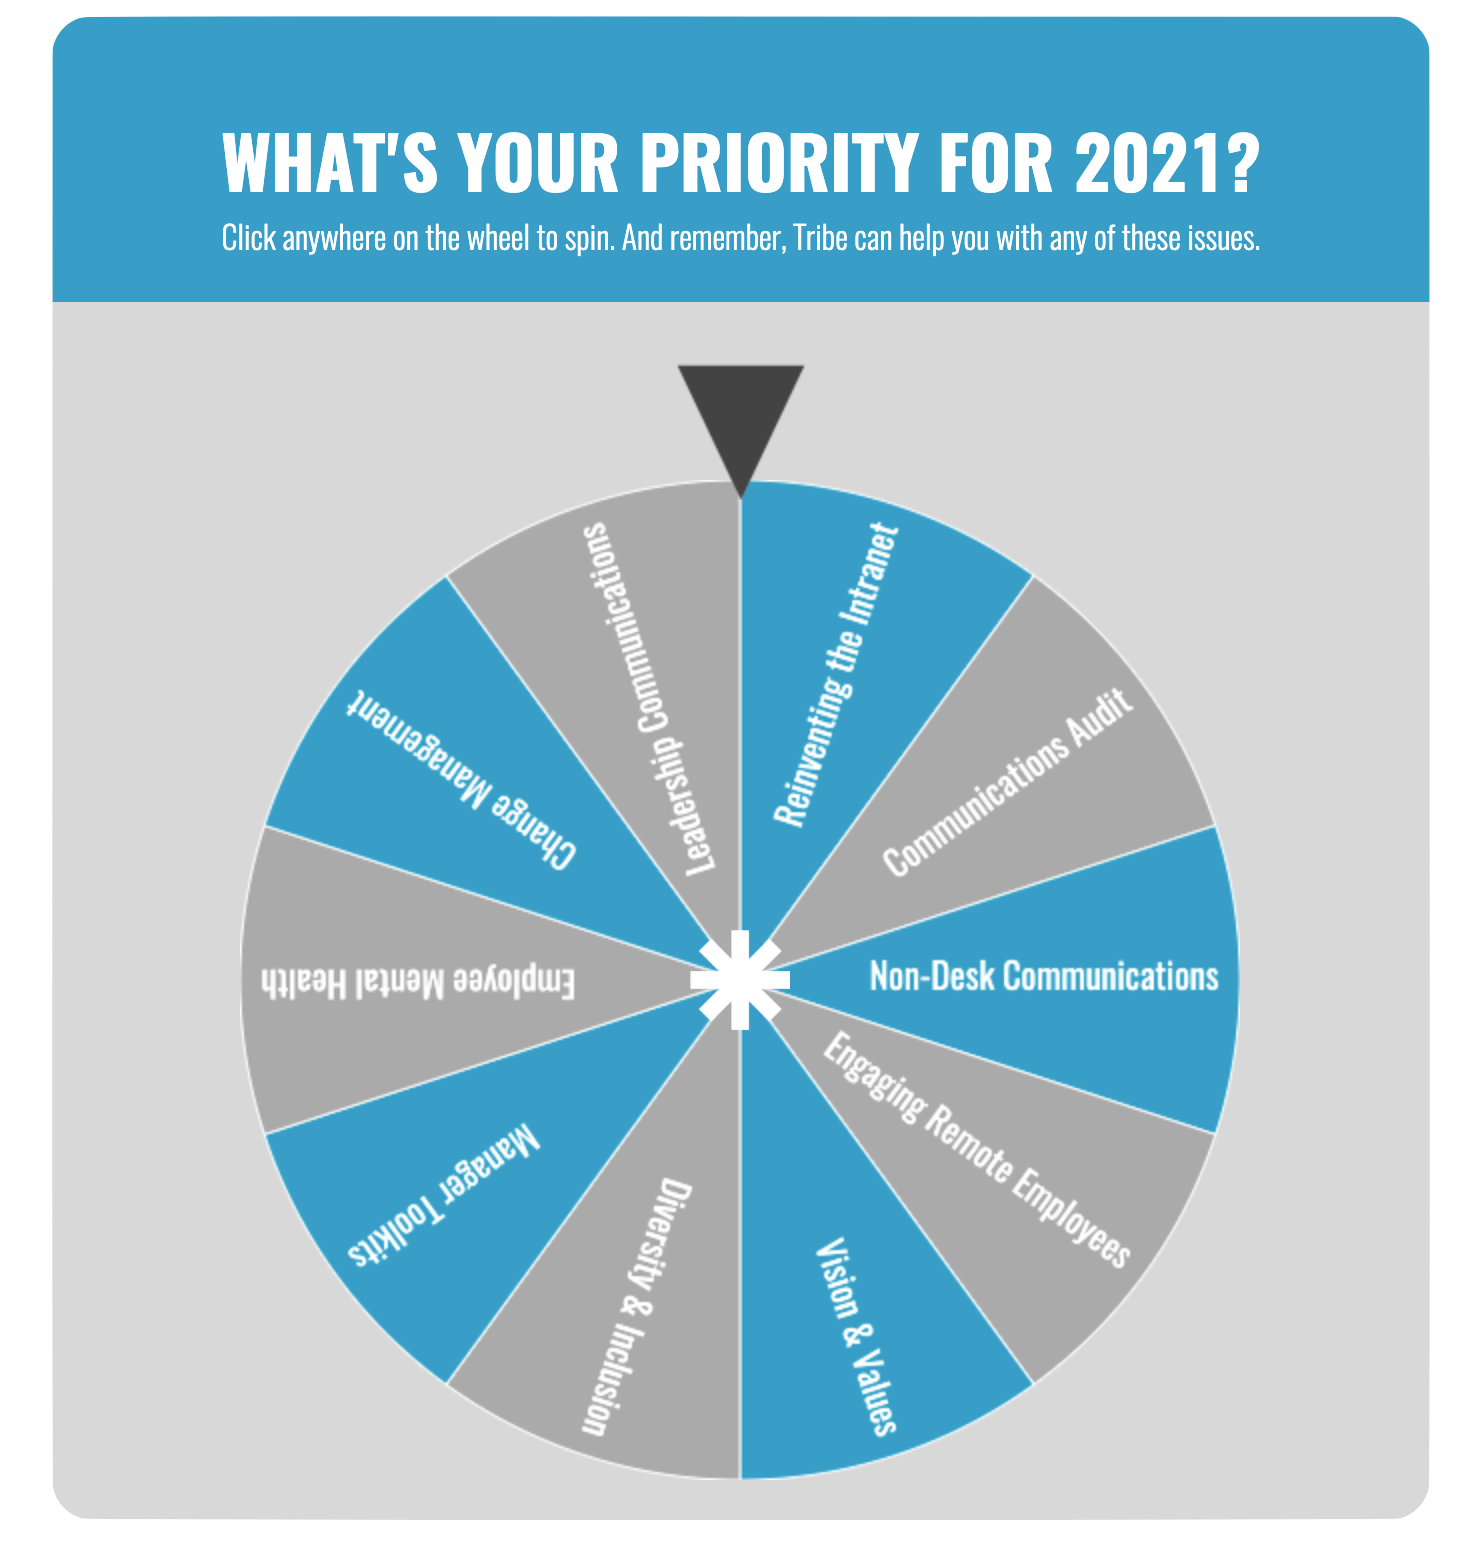 WHAT'S YOUR PRIORITY FOR 2021?
Click anywhere on the wheel to spin. And remember, Tribe can help you with any of these issues.
Reinventing the Intranet
Communications Audit
Non-Desk Communications
Engaging Remote Employees
Vision & Values
Diversity & Inclusion
Manager Toolkits
Employee Mental Health
Change Management
Leadership Communications